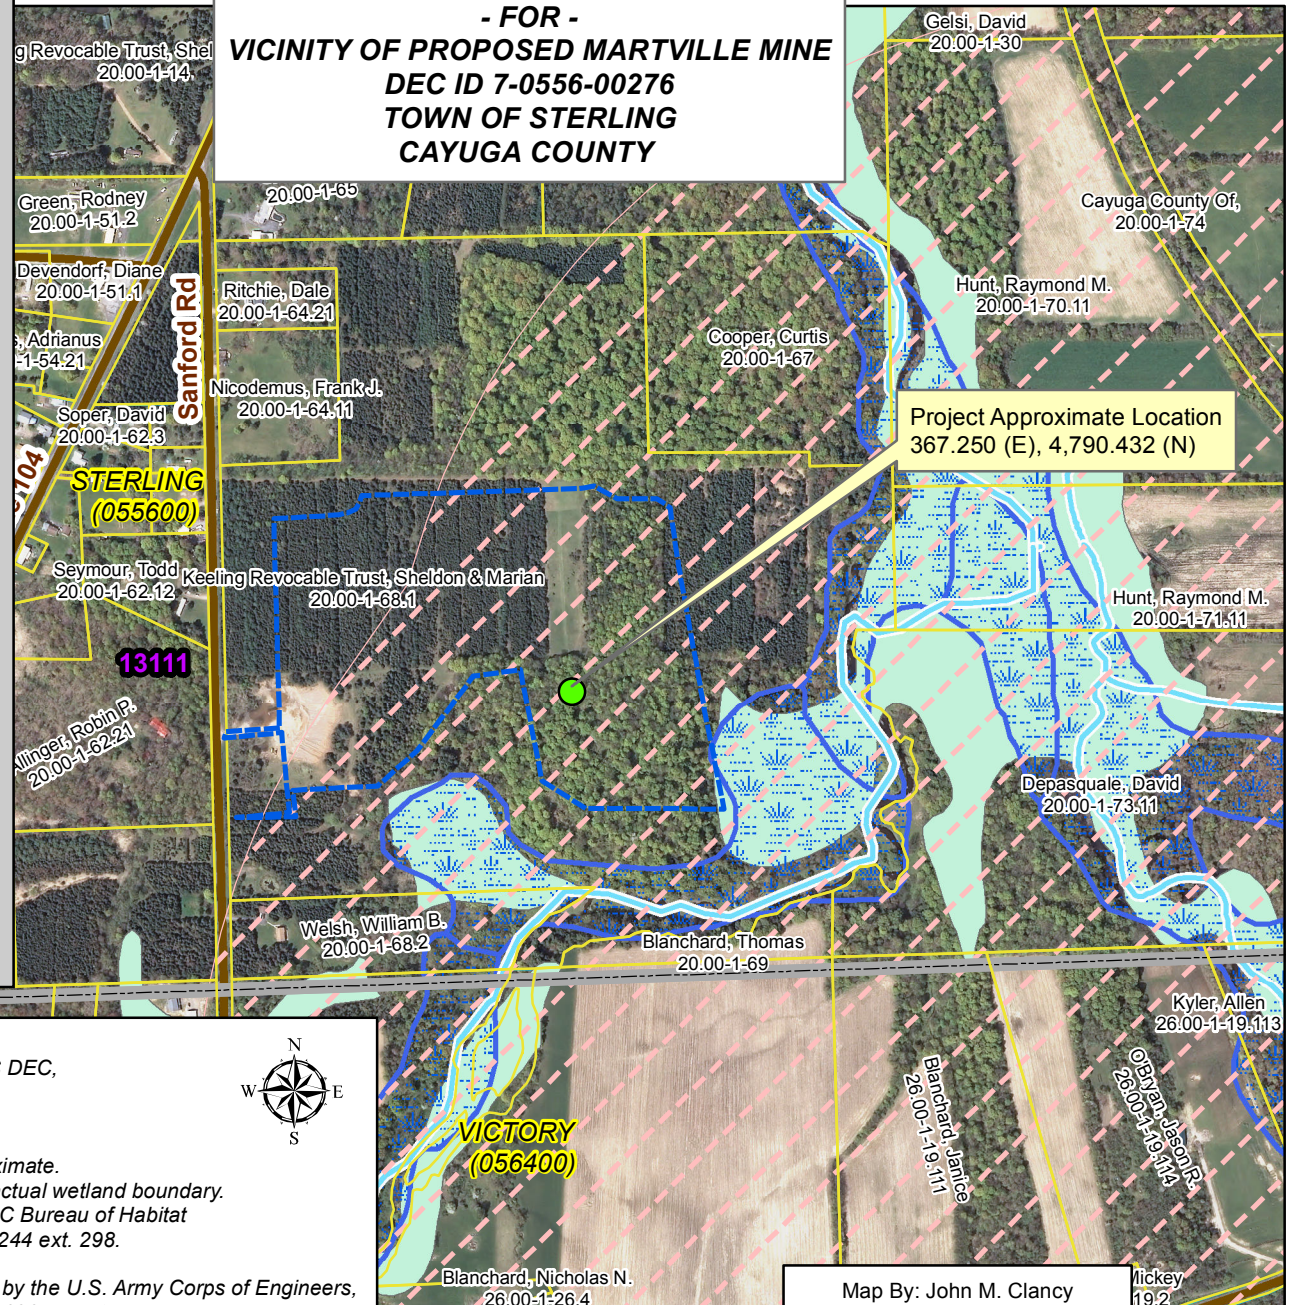 - FOR -
VICINITY OF PROPOSED MARTVILLE MINE
DEC ID 7-0556-00276
TOWN OF STERLING
CAYUGA COUNTY
g Revocable Trust, Shel
20.00-1-14
Gelsi, David
20.00-1-30
Green, Rodney
20.00-1-51.2
20.00-1-65
Cayuga County Of,
20.00-1-74
Devendorf, Diane
20.00-1-51.1
Sanford Rd
Ritchie, Dale
20.00-1-64.21
Hunt, Raymond M.
20.00-1-70.11
, Adrianus
-1-54.21
Cooper, Curtis
20.00-1-67
Nicodemus, Frank J.
20.00-1-64.11
Soper, David
20.00-1-62.3
Project Approximate Location
367.250 (E), 4,790.432 (N)
104
STERLING
(055600)
Seymour, Todd
20.00-1-62.12
Keeling Revocable Trust, Sheldon & Marian
20.00-1-68.1
Hunt, Raymond M.
20.00-1-71.11
13111
Allinger, Robin P.
20.00-1-62.21
Depasquale, David
20.00-1-73.11
Welsh, William B.
20.00-1-68.2
Blanchard, Thomas
20.00-1-69
Kyler, Allen
26.00-1-19.113
N
W E
S
DEC,
Blanchard, Janice
26.00-1-19.111
O'Bryan, Jason R.
26.00-1-19.114
VICTORY
(056400)
ximate.
actual wetland boundary.
C Bureau of Habitat
244 ext. 298.
by the U.S. Army Corps of Engineers,
Blanchard, Nicholas N.
26.00-1-26.4
Map By: John M. Clancy
Mickey
19.2